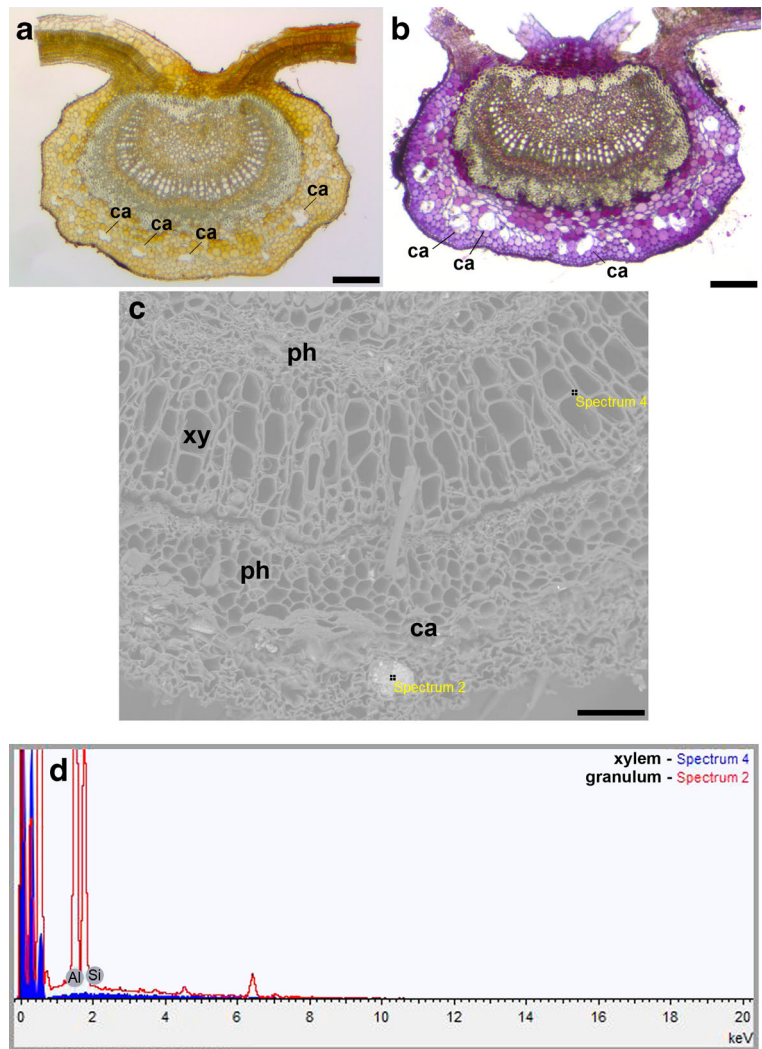 a
ca
ca
ca
ca
b
ca
ca
ca
c
ph
Spectrum 4
xy
ph
ca
Spectrum 2
d
xylem - Spectrum 4
granulum - Spectrum 2
Al Si
0 2 4 6 8 10 12 14 16 18 20
keV